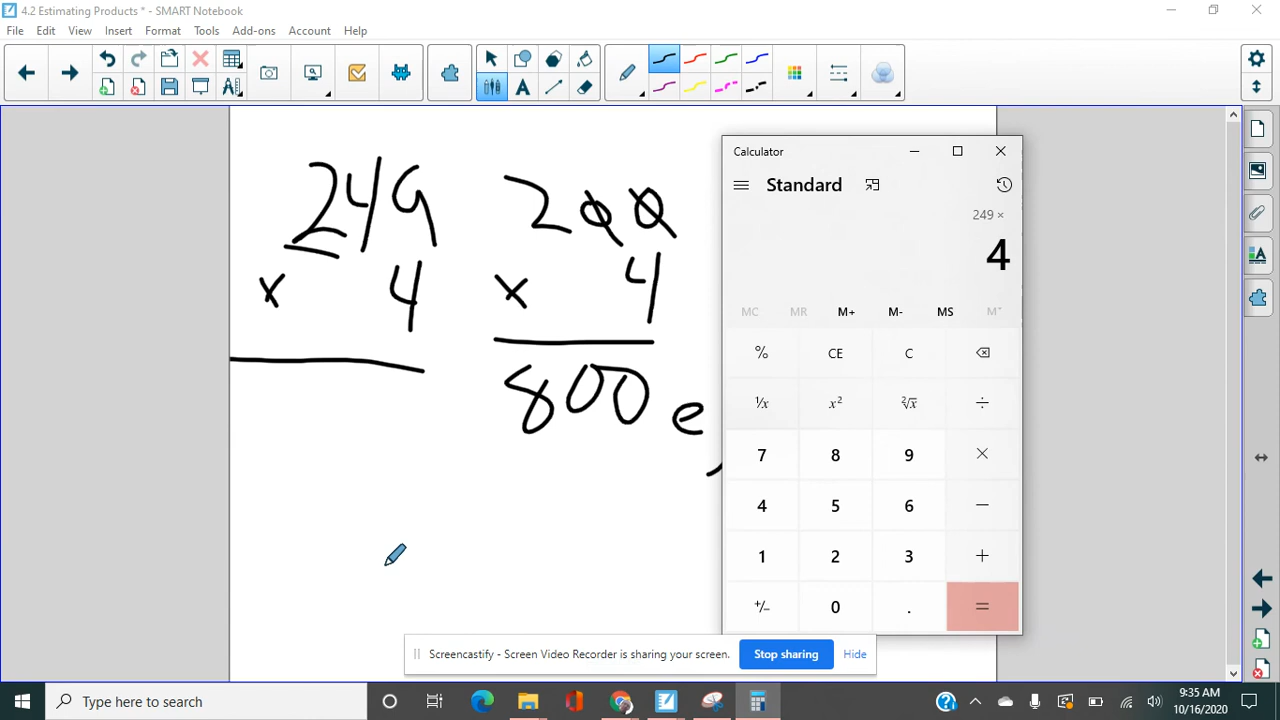 4.2 Estimating Products * - SMART Notebook
File Edit View Insert Format Tools Add-ons Account Help
A
249
x 4
200
x 4
800 e
Calculator
Standard
249 ×
4
MC MR M+ M- MS M˅
% CE C
¹/x x² ²√x ÷
7 8 9 ×
4 5 6 −
1 2 3 +
+/− 0 . =
Screencastify - Screen Video Recorder is sharing your screen. Stop sharing Hide
Type here to search
9:35 AM
10/16/2020